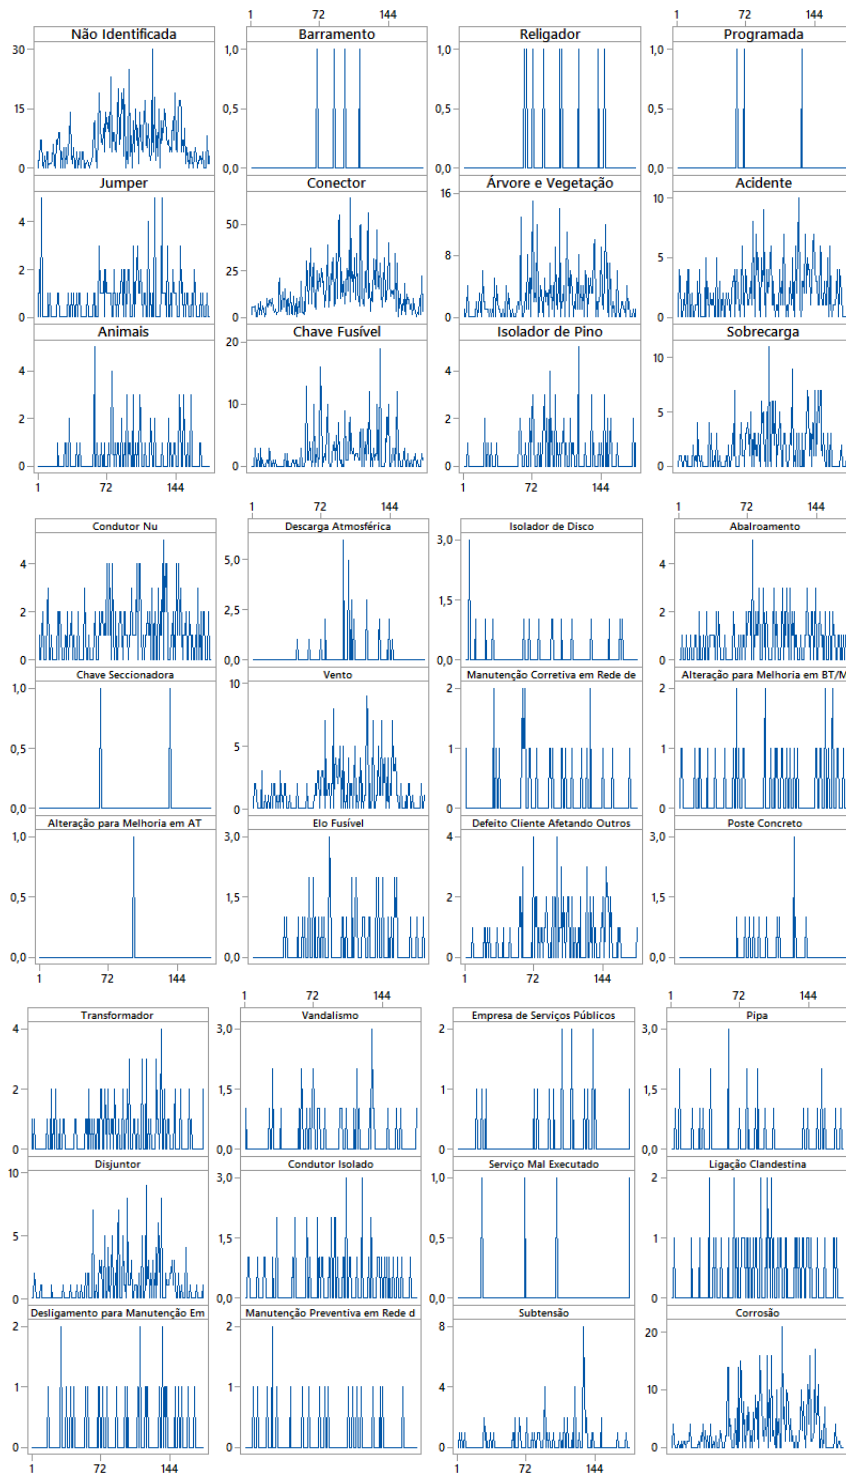 1 72 144 1 72 144
Não Identificada Barramento Religador Programada
30 1,0 1,0 1,0
15 0,5 0,5 0,5
0 0,0 0,0 0,0
Jumper Conector Árvore e Vegetação Acidente
4 50 16 10
2 25 8 5
0 0 0 0
Animais Chave Fusível Isolador de Pino Sobrecarga
4 20 4 10
2 10 2 5
0 0 0 0
1 72 144 1 72 144
1 72 144 1 72 144
Condutor Nu Descarga Atmosférica Isolador de Disco Abalroamento
4 5,0 3,0 4
2 2,5 1,5 2
0 0,0 0,0 0
Chave Seccionadora Vento Manutenção Corretiva em Rede de Alteração para Melhoria em BT/M
1,0 10 2 2
0,5 5 1 1
0,0 0 0 0
Alteração para Melhoria em AT Elo Fusível Defeito Cliente Afetando Outros Poste Concreto
1,0 3,0 4 3,0
0,5 1,5 2 1,5
0,0 0,0 0 0,0
1 72 144 1 72 144
1 72 144 1 72 144
Transformador Vandalismo Empresa de Serviços Públicos Pipa
4 3,0 2 3,0
2 1,5 1 1,5
0 0,0 0 0,0
Disjuntor Condutor Isolado Serviço Mal Executado Ligação Clandestina
10 3,0 1,0 2
5 1,5 0,5 1
0 0,0 0,0 0
Desligamento para Manutenção Em Manutenção Preventiva em Rede d Subtensão Corrosão
2 2 8 20
1 1 4 10
0 0 0 0
1 72 144 1 72 144